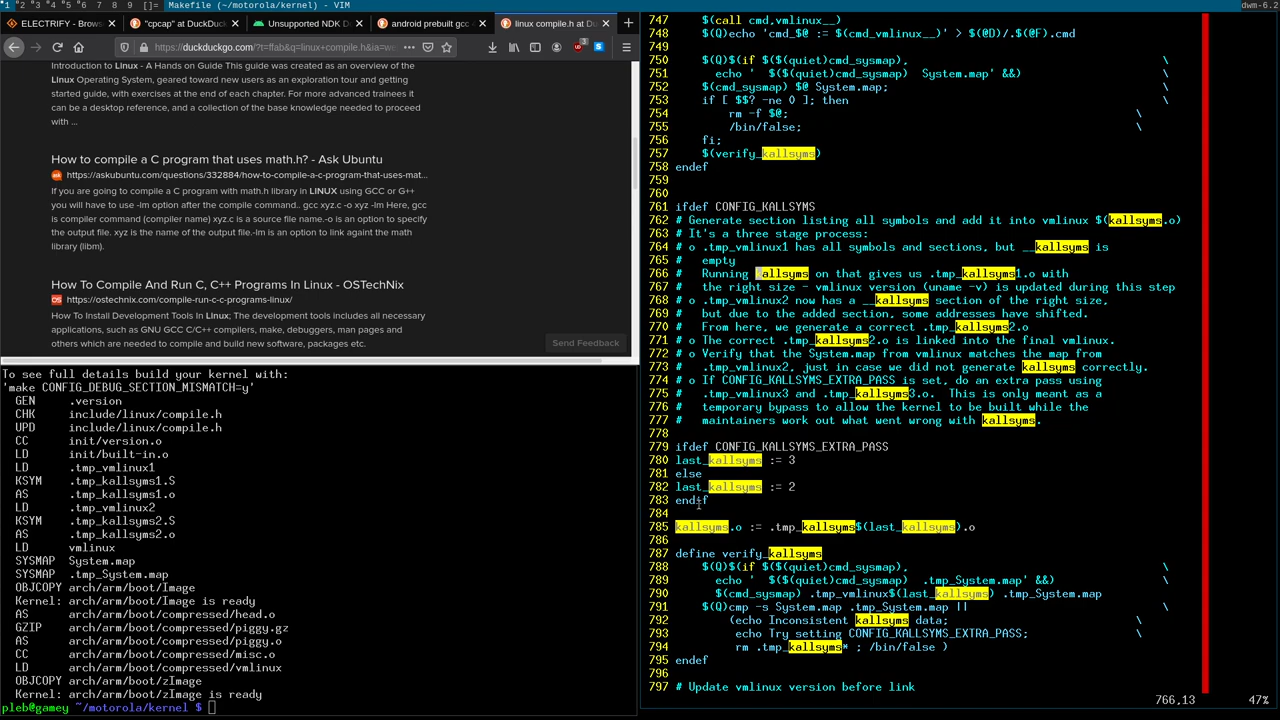 1 2 3 4 5 6 7 8 9 []= Makefile (~/motorola/kernel) - VIM
dwm-6.2
ELECTRIFY - Brows
"cpcap" at DuckDuc
Unsupported NDK D
android prebuilt gcc
linux compile.h at Du
https://duckduckgo.com/?t=ffab&q=linux+compile.h&ia=we
Introduction to Linux - A Hands on Guide This guide was created as an overview of the
Linux Operating System, geared toward new users as an exploration tour and getting
started guide, with exercises at the end of each chapter. For more advanced trainees it
can be a desktop reference, and a collection of the base knowledge needed to proceed
with ...
How to compile a C program that uses math.h? - Ask Ubuntu
https://askubuntu.com/questions/332884/how-to-compile-a-c-program-that-uses-mat...
If you are going to compile a C program with math.h library in LINUX using GCC or G++
you will have to use -lm option after the compile command.. gcc xyz.c -o xyz -lm Here, gcc
is compiler command (compiler name) xyz.c is a source file name.-o is an option to specify
the output file. xyz is the name of the output file.-lm is an option to link againt the math
library (libm).
How To Compile And Run C, C++ Programs In Linux - OSTechNix
https://ostechnix.com/compile-run-c-c-programs-linux/
How To Install Development Tools In Linux; The development tools includes all necessary
applications, such as GNU GCC C/C++ compilers, make, debuggers, man pages and
others which are needed to compile and build new software, packages etc.
Send Feedback
To see full details build your kernel with:
'make CONFIG_DEBUG_SECTION_MISMATCH=y'
GEN .version
CHK include/linux/compile.h
UPD include/linux/compile.h
CC init/version.o
LD init/built-in.o
LD .tmp_vmlinux1
KSYM .tmp_kallsyms1.S
AS .tmp_kallsyms1.o
LD .tmp_vmlinux2
KSYM .tmp_kallsyms2.S
AS .tmp_kallsyms2.o
LD vmlinux
SYSMAP System.map
SYSMAP .tmp_System.map
OBJCOPY arch/arm/boot/Image
Kernel: arch/arm/boot/Image is ready
AS arch/arm/boot/compressed/head.o
GZIP arch/arm/boot/compressed/piggy.gz
AS arch/arm/boot/compressed/piggy.o
CC arch/arm/boot/compressed/misc.o
LD arch/arm/boot/compressed/vmlinux
OBJCOPY arch/arm/boot/zImage
Kernel: arch/arm/boot/zImage is ready
pleb@gamey ~/motorola/kernel $
747 $(call cmd,vmlinux__)
748 $(Q)echo 'cmd_$@ := $(cmd_vmlinux__)' > $(@D)/.$(@F).cmd
749
750 $(Q)$(if $($(quiet)cmd_sysmap), \
751 echo ' $($(quiet)cmd_sysmap) System.map' &&) \
752 $(cmd_sysmap) $@ System.map; \
753 if [ $$? -ne 0 ]; then \
754 rm -f $@; \
755 /bin/false; \
756 fi;
757 $(verify_kallsyms)
758 endef
759
760
761 ifdef CONFIG_KALLSYMS
762 # Generate section listing all symbols and add it into vmlinux $(kallsyms.o)
763 # It's a three stage process:
764 # o .tmp_vmlinux1 has all symbols and sections, but __kallsyms is
765 # empty
766 # Running kallsyms on that gives us .tmp_kallsyms1.o with
767 # the right size - vmlinux version (uname -v) is updated during this step
768 # o .tmp_vmlinux2 now has a __kallsyms section of the right size,
769 # but due to the added section, some addresses have shifted.
770 # From here, we generate a correct .tmp_kallsyms2.o
771 # o The correct .tmp_kallsyms2.o is linked into the final vmlinux.
772 # o Verify that the System.map from vmlinux matches the map from
773 # .tmp_vmlinux2, just in case we did not generate kallsyms correctly.
774 # o If CONFIG_KALLSYMS_EXTRA_PASS is set, do an extra pass using
775 # .tmp_vmlinux3 and .tmp_kallsyms3.o. This is only meant as a
776 # temporary bypass to allow the kernel to be built while the
777 # maintainers work out what went wrong with kallsyms.
778
779 ifdef CONFIG_KALLSYMS_EXTRA_PASS
780 last_kallsyms := 3
781 else
782 last_kallsyms := 2
783 endif
784
785 kallsyms.o := .tmp_kallsyms$(last_kallsyms).o
786
787 define verify_kallsyms
788 $(Q)$(if $($(quiet)cmd_sysmap), \
789 echo ' $($(quiet)cmd_sysmap) .tmp_System.map' &&) \
790 $(cmd_sysmap) .tmp_vmlinux$(last_kallsyms) .tmp_System.map
791 $(Q)cmp -s System.map .tmp_System.map || \
792 (echo Inconsistent kallsyms data; \
793 echo Try setting CONFIG_KALLSYMS_EXTRA_PASS; \
794 rm .tmp_kallsyms* ; /bin/false )
795 endef
796
797 # Update vmlinux version before link
766,13 47%